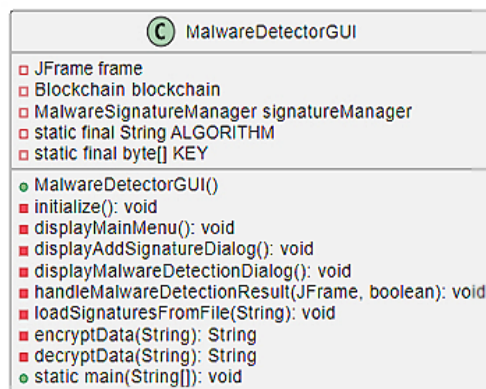 C MalwareDetectorGUI
JFrame frame
Blockchain blockchain
MalwareSignatureManager signatureManager
static final String ALGORITHM
static final byte[] KEY
MalwareDetectorGUI()
initialize(): void
displayMainMenu(): void
displayAddSignatureDialog(): void
displayMalwareDetectionDialog(): void
handleMalwareDetectionResult(JFrame, boolean): void
loadSignaturesFromFile(String): void
encryptData(String): String
decryptData(String): String
static main(String[]): void